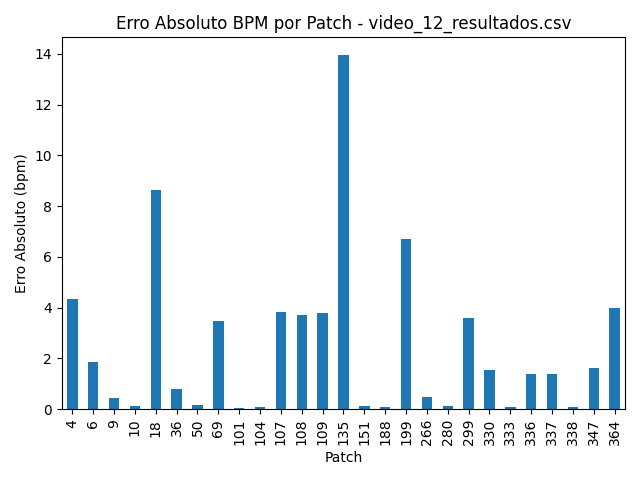 Erro Absoluto BPM por Patch - video_12_resultados.csv
Erro Absoluto (bpm)
14
12
10
8
6
4
2
0
4 6 9 10 18 36 50 69 101 104 107 108 109 135 151 188 199 266 280 299 330 333 336 337 338 347 364
Patch